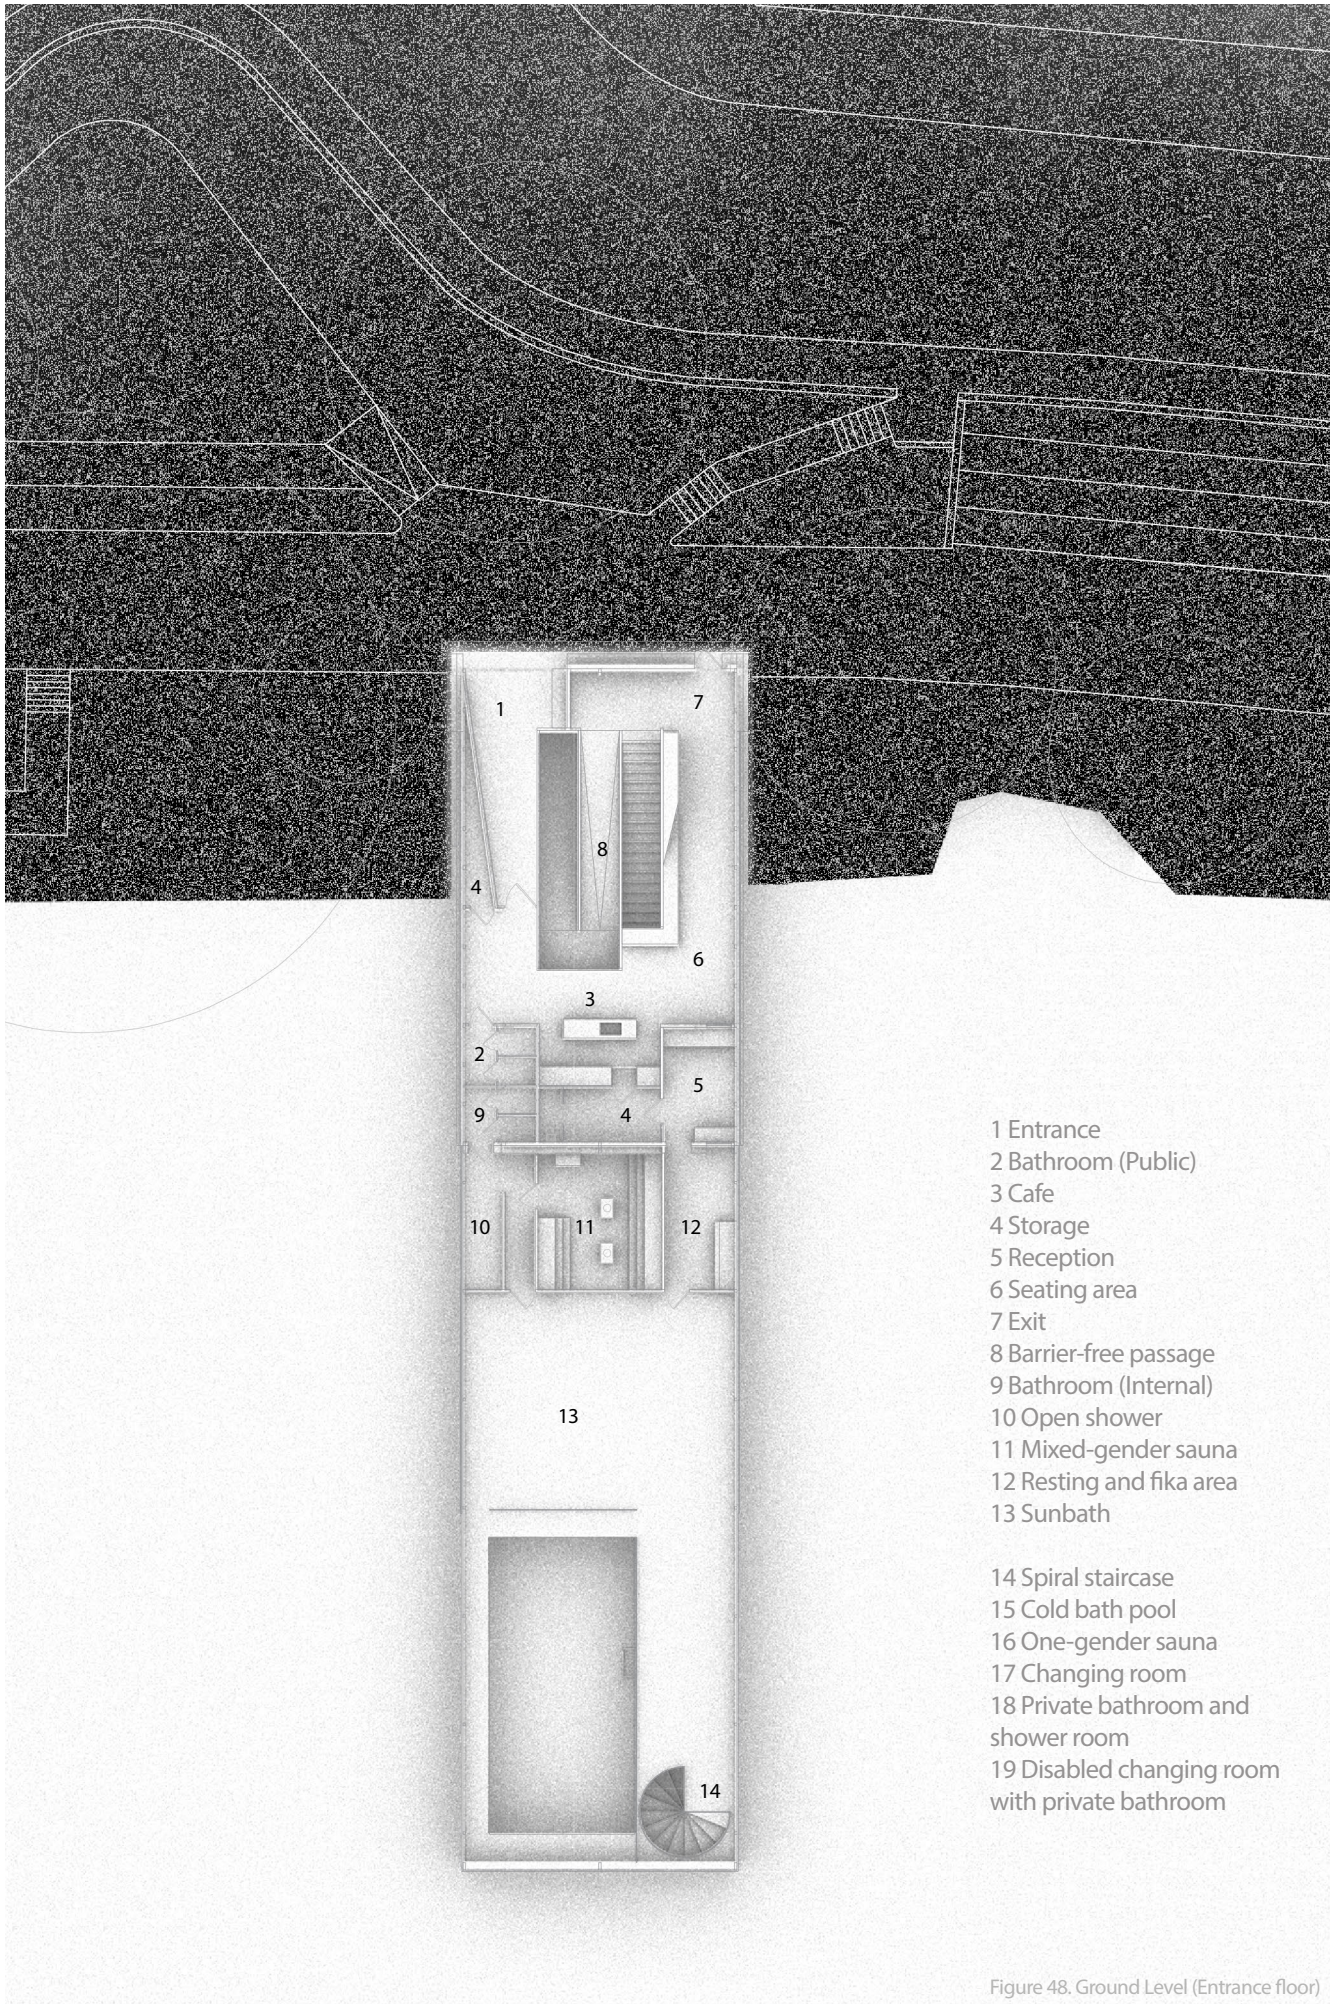 1
7
8
4
6
3
2
5
9
4
10
11
12
13
14
1 Entrance
2 Bathroom (Public)
3 Cafe
4 Storage
5 Reception
6 Seating area
7 Exit
8 Barrier-free passage
9 Bathroom (Internal)
10 Open shower
11 Mixed-gender sauna
12 Resting and fika area
13 Sunbath
14 Spiral staircase
15 Cold bath pool
16 One-gender sauna
17 Changing room
18 Private bathroom and
shower room
19 Disabled changing room
with private bathroom
Figure 48. Ground Level (Entrance floor)